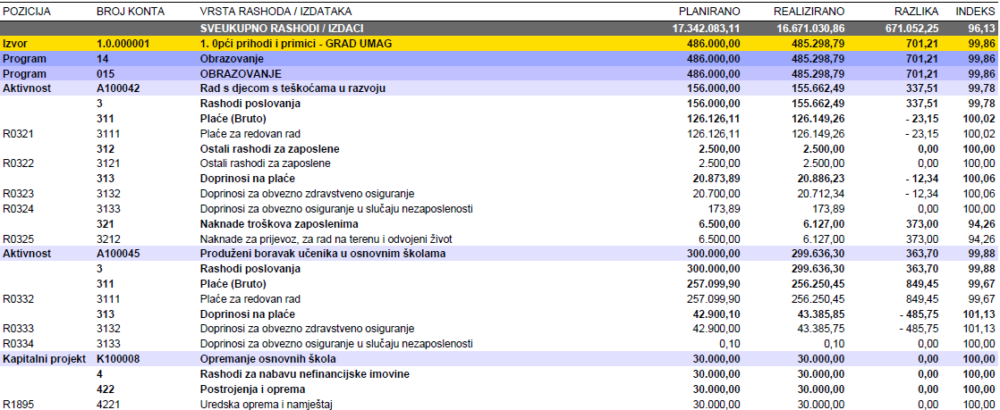 POZICIJA BROJ KONTA VRSTA RASHODA / IZDATAKA PLANIRANO REALIZIRANO RAZLIKA INDEKS
SVEUKUPNO RASHODI / IZDACI 17.342.083,11 16.671.030,86 671.052,25 96,13
Izvor 1.0.000001 1. 0pći prihodi i primici - GRAD UMAG 486.000,00 485.298,79 701,21 99,86
Program 14 Obrazovanje 486.000,00 485.298,79 701,21 99,86
Program 015 OBRAZOVANJE 486.000,00 485.298,79 701,21 99,86
Aktivnost A100042 Rad s djecom s teškoćama u razvoju 156.000,00 155.662,49 337,51 99,78
3 Rashodi poslovanja 156.000,00 155.662,49 337,51 99,78
311 Plaće (Bruto) 126.126,11 126.149,26 - 23,15 100,02
R0321 3111 Plaće za redovan rad 126.126,11 126.149,26 - 23,15 100,02
312 Ostali rashodi za zaposlene 2.500,00 2.500,00 0,00 100,00
R0322 3121 Ostali rashodi za zaposlene 2.500,00 2.500,00 0,00 100,00
313 Doprinosi na plaće 20.873,89 20.886,23 - 12,34 100,06
R0323 3132 Doprinosi za obvezno zdravstveno osiguranje 20.700,00 20.712,34 - 12,34 100,06
R0324 3133 Doprinosi za obvezno osiguranje u slučaju nezaposlenosti 173,89 173,89 0,00 100,00
321 Naknade troškova zaposlenima 6.500,00 6.127,00 373,00 94,26
R0325 3212 Naknade za prijevoz, za rad na terenu i odvojeni život 6.500,00 6.127,00 373,00 94,26
Aktivnost A100045 Produženi boravak učenika u osnovnim školama 300.000,00 299.636,30 363,70 99,88
3 Rashodi poslovanja 300.000,00 299.636,30 363,70 99,88
311 Plaće (Bruto) 257.099,90 256.250,45 849,45 99,67
R0332 3111 Plaće za redovan rad 257.099,90 256.250,45 849,45 99,67
313 Doprinosi na plaće 42.900,10 43.385,85 - 485,75 101,13
R0333 3132 Doprinosi za obvezno zdravstveno osiguranje 42.900,00 43.385,75 - 485,75 101,13
R0334 3133 Doprinosi za obvezno osiguranje u slučaju nezaposlenosti 0,10 0,10 0,00 100,00
Kapitalni projekt K100008 Opremanje osnovnih škola 30.000,00 30.000,00 0,00 100,00
4 Rashodi za nabavu nefinancijske imovine 30.000,00 30.000,00 0,00 100,00
422 Postrojenja i oprema 30.000,00 30.000,00 0,00 100,00
R1895 4221 Uredska oprema i namještaj 30.000,00 30.000,00 0,00 100,00